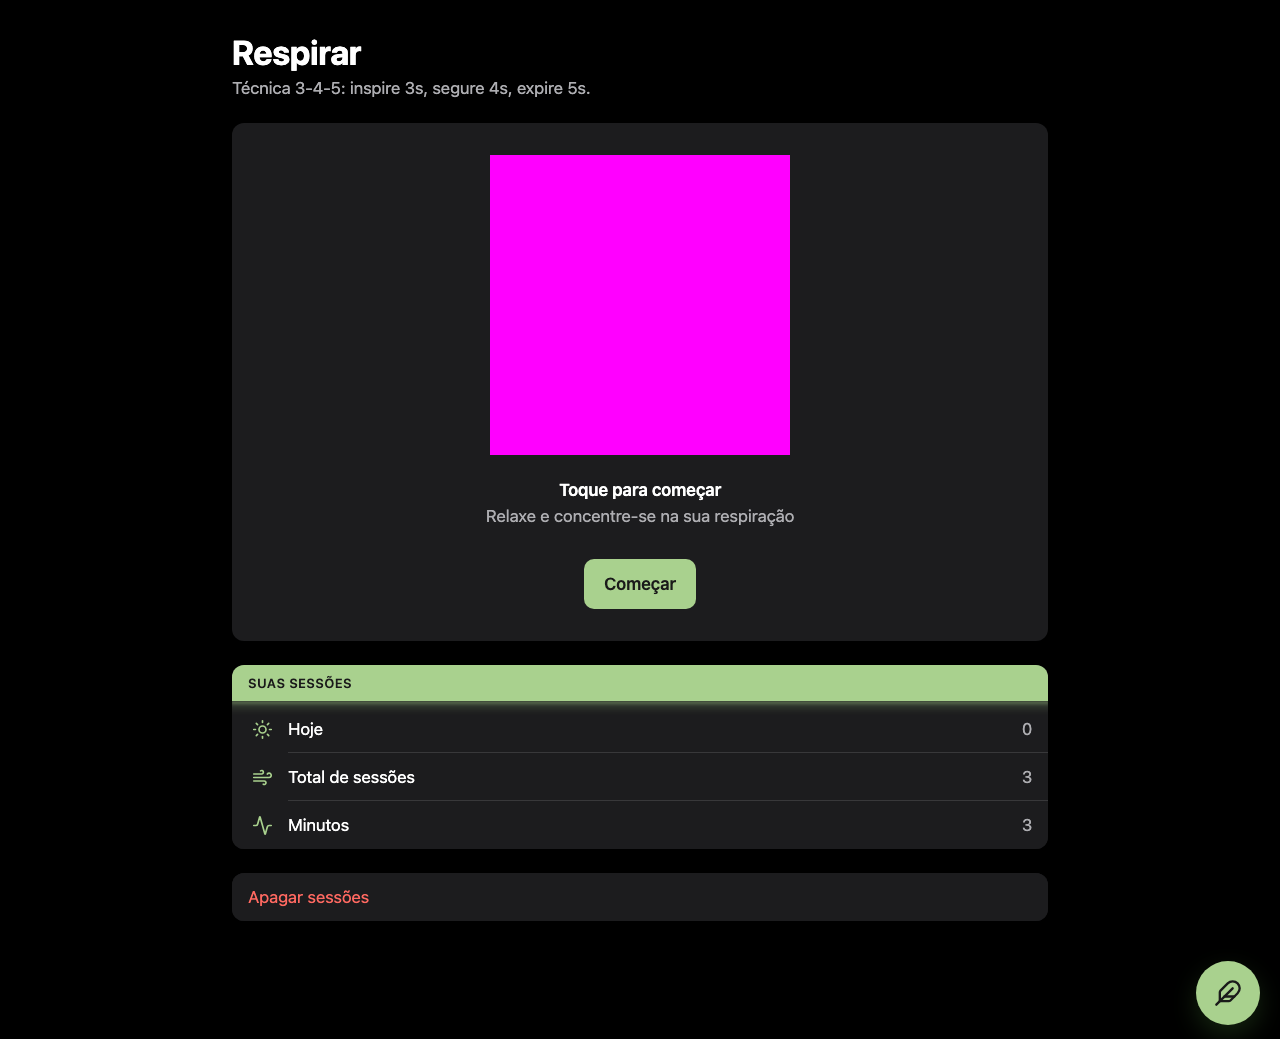 Respirar
Técnica 3-4-5: inspire 3s, segure 4s, expire 5s.
Toque para começar
Relaxe e concentre-se na sua respiração
Começar
SUAS SESSÕES
Hoje 0
Total de sessões 3
Minutos 3
Apagar sessões